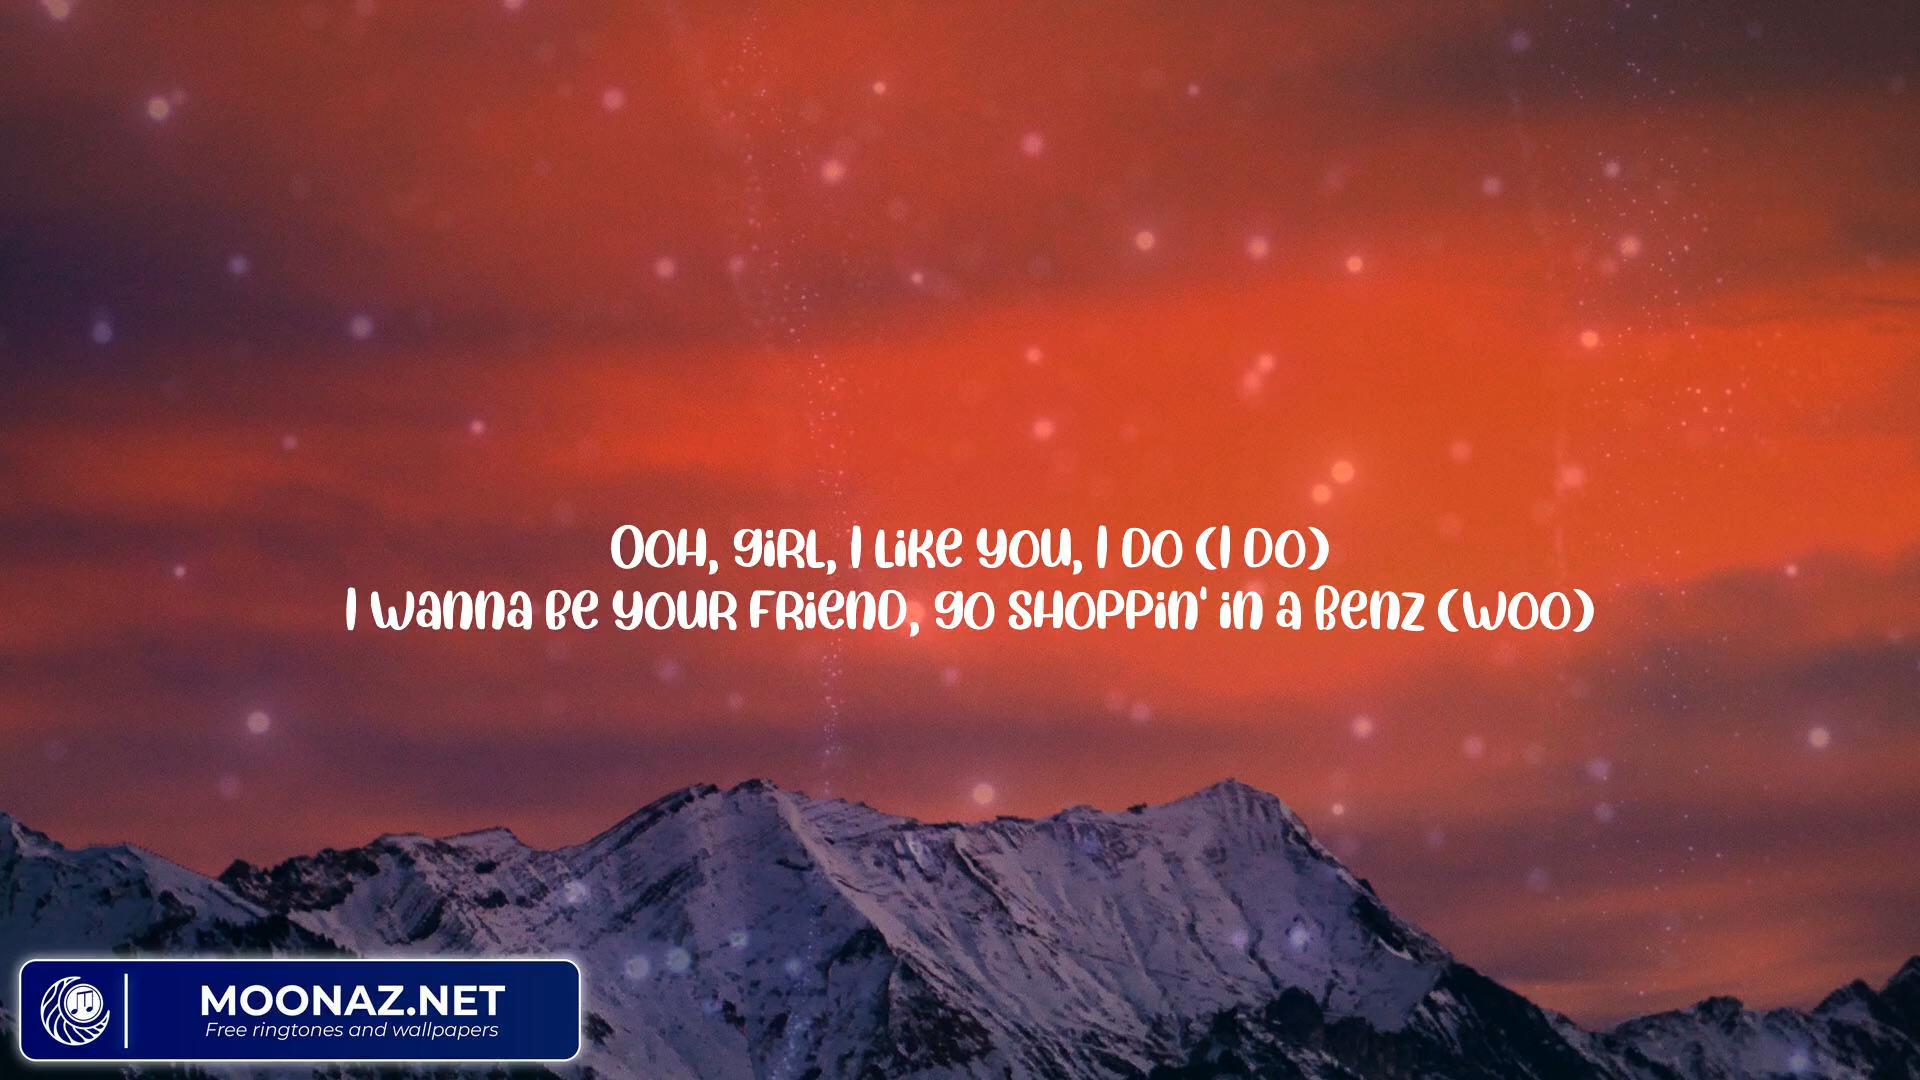 Ooh, girl, I like you, I do (I do)
I wanna be your friend, go shoppin' in a Benz (woo)
MOONAZ.NET
Free ringtones and wallpapers